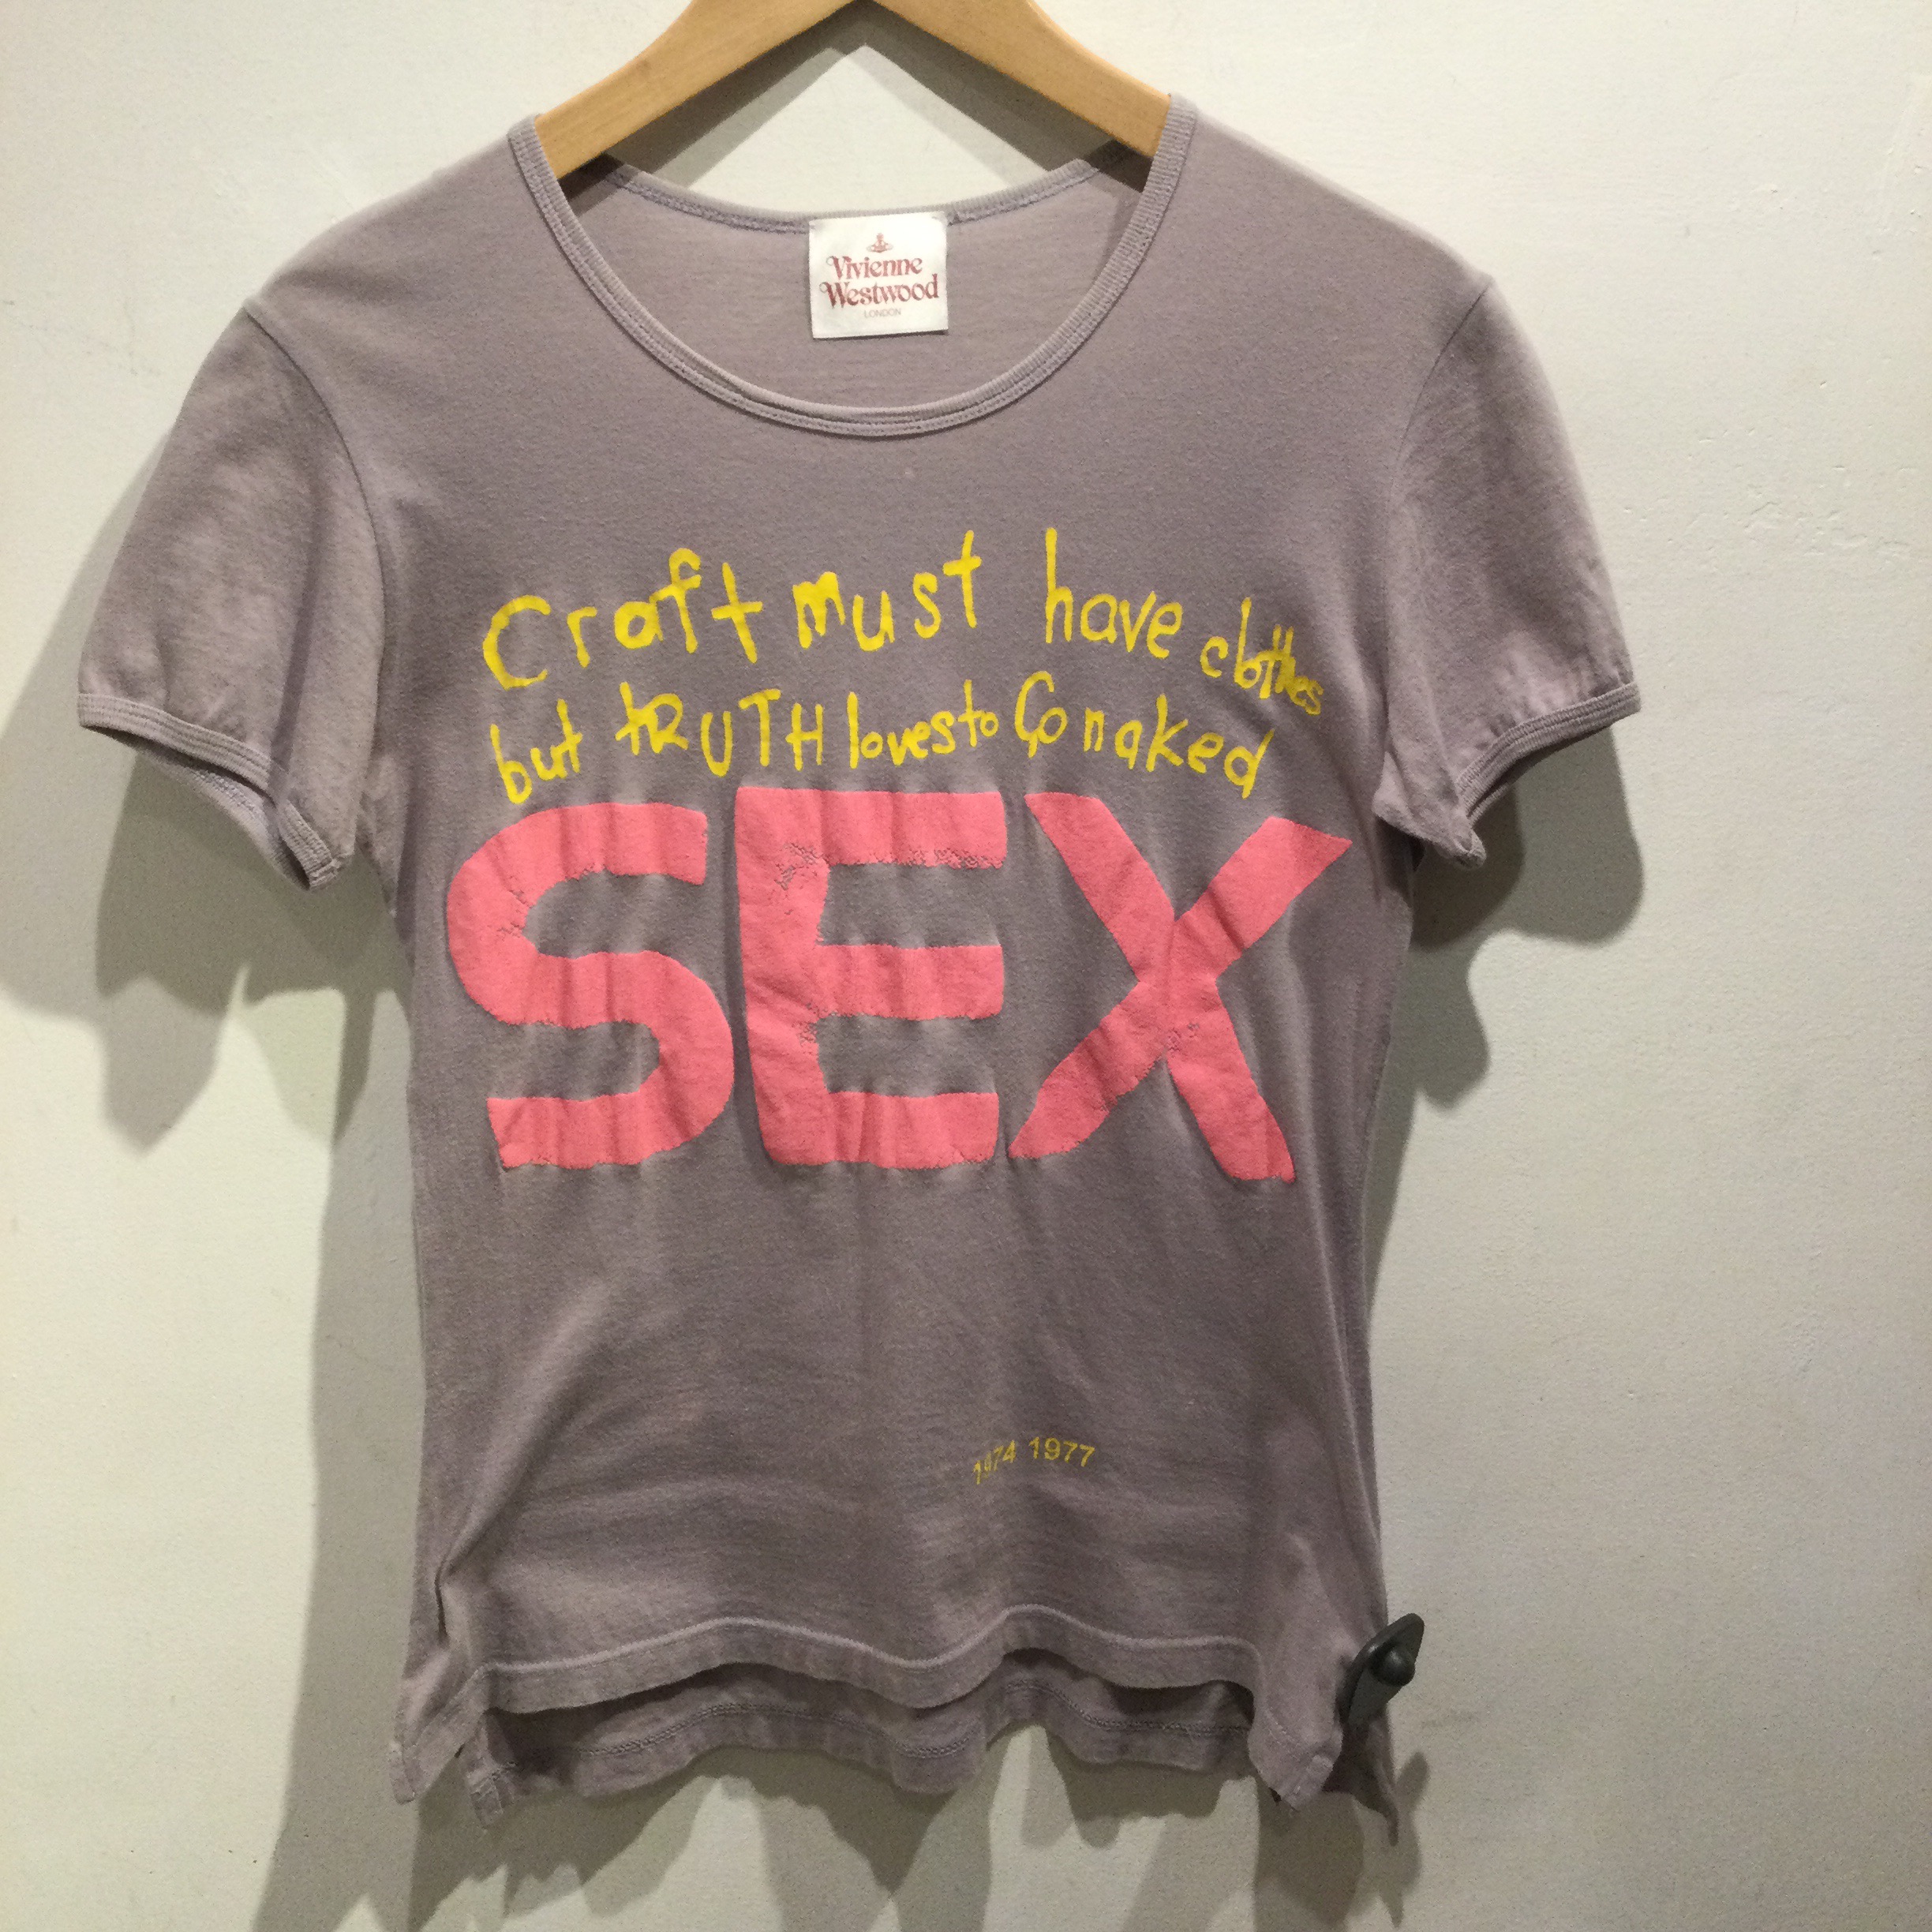 Vivienne
Westwood
LONDON
Craft must have clothes
but tRUTH loves to Go naked
SEX
1974 1977